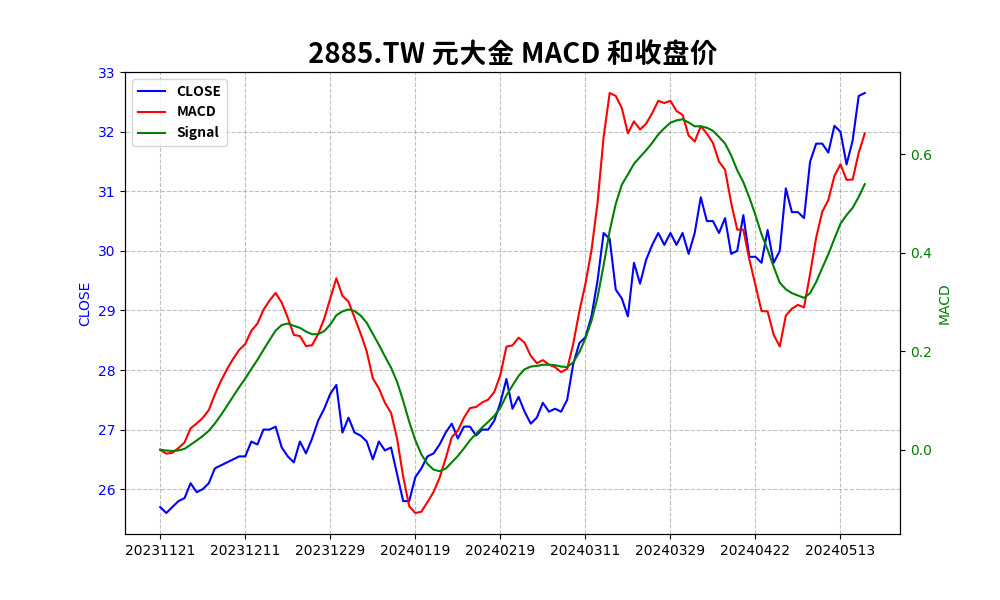 2885.TW 元大金 MACD 和收盘价
CLOSE
MACD
Signal
33
32
31
30
29
28
27
26
CLOSE
0.6
0.4
0.2
0.0
MACD
20231121 20231211 20231229 20240119 20240219 20240311 20240329 20240422 20240513